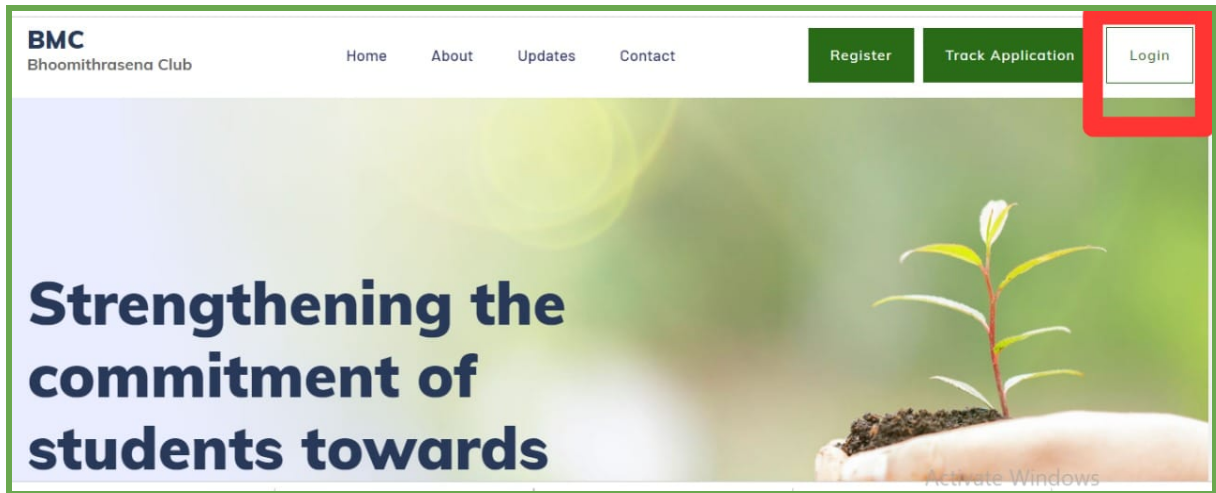 BMC
Bhoomithrasena Club
Home About Updates Contact Register Track Application Login
Strengthening the
commitment of
students towards
Activate Windows